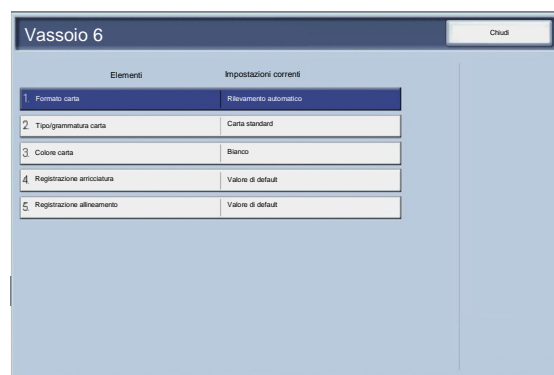 Vassoio 6
Chiudi
Elementi Impostazioni correnti
1. Formato carta Rilevamento automatico
2. Tipo/grammatura carta Carta standard
3. Colore carta Bianco
4. Registrazione arricciatura Valore di default
5. Registrazione allineamento Valore di default